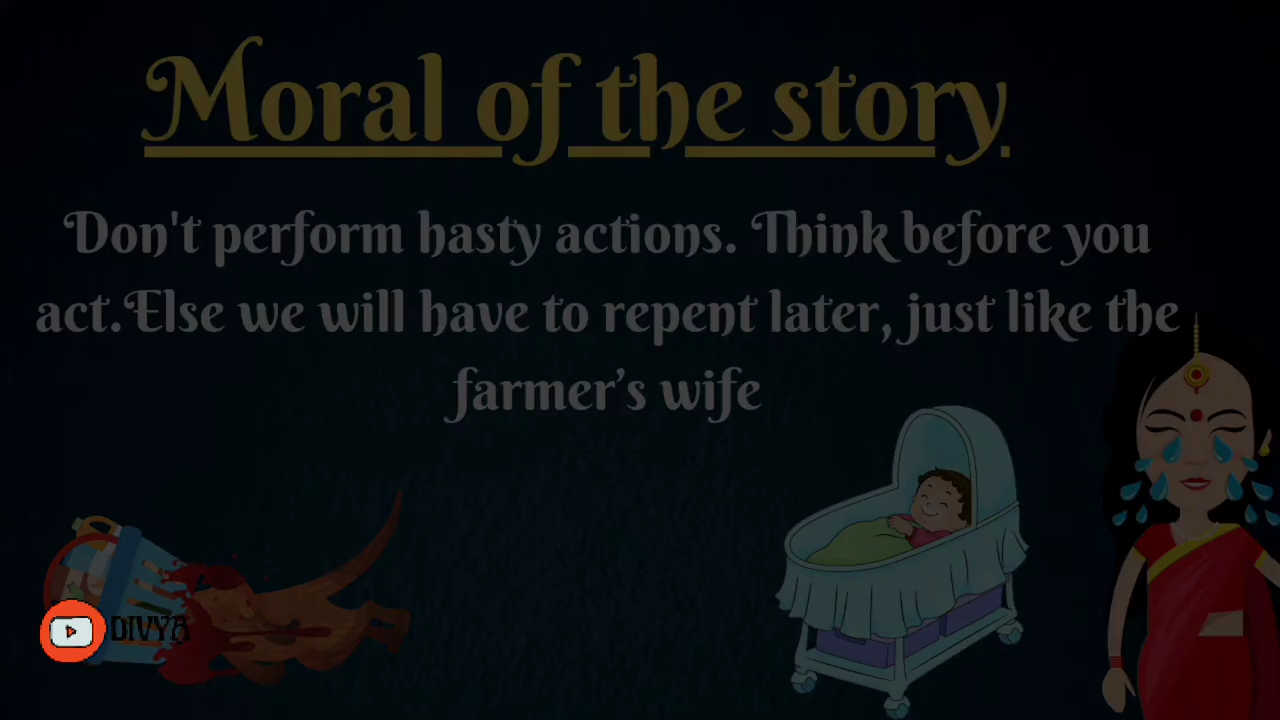 Moral of the story.
Don't perform hasty actions. Think before you
act.Else we will have to repent later, just like the
farmer's wife
DIVYA